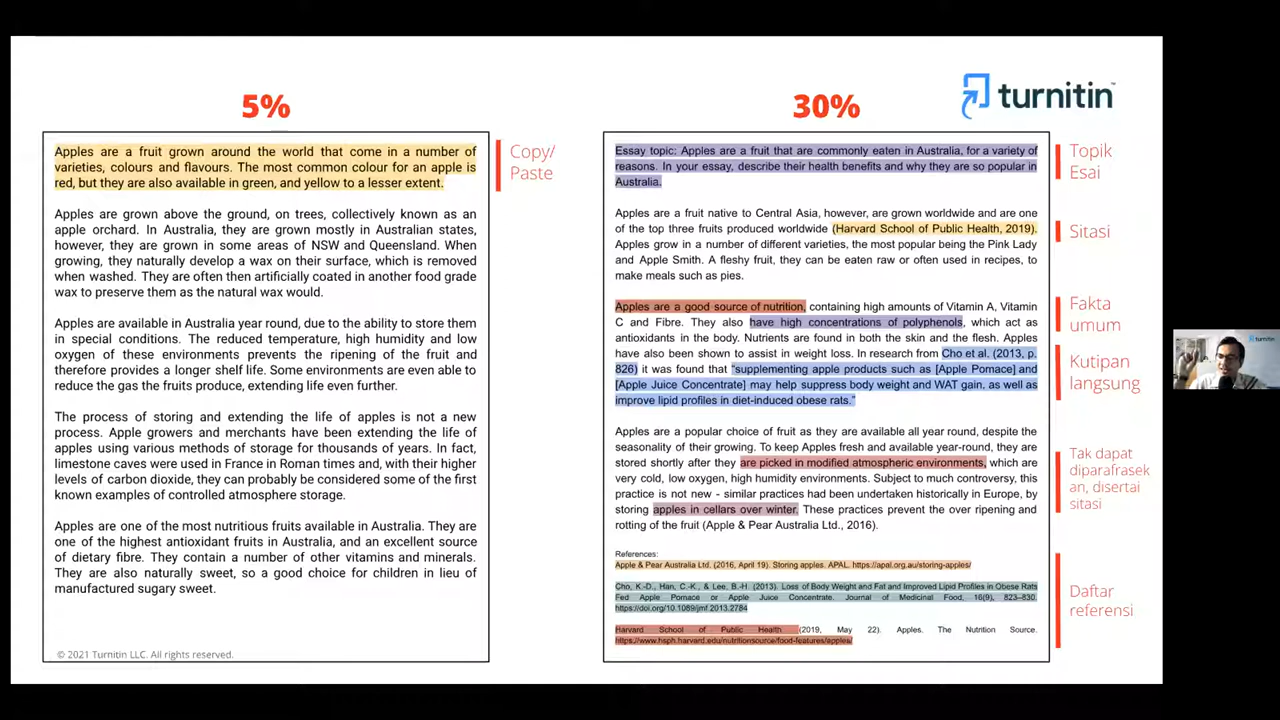 5%
Apples are a fruit grown around the world that come in a number of
varieties, colours and flavours. The most common colour for an apple is
red, but they are also available in green, and yellow to a lesser extent.
Apples are grown above the ground, on trees, collectively known as an
apple orchard. In Australia, they are grown mostly in Australian states,
however, they are grown in some areas of NSW and Queensland. When
growing, they naturally develop a wax on their surface, which is removed
when washed. They are often then artificially coated in another food grade
wax to preserve them as the natural wax would.
Apples are available in Australia year round, due to the ability to store them
in special conditions. The reduced temperature, high humidity and low
oxygen of these environments prevents the ripening of the fruit and
therefore provides a longer shelf life. Some environments are even able to
reduce the gas the fruits produce, extending life even further.
The process of storing and extending the life of apples is not a new
process. Apple growers and merchants have been extending the life of
apples using various methods of storage for thousands of years. In fact,
limestone caves were used in France in Roman times and, with their higher
levels of carbon dioxide, they can probably be considered some of the first
known examples of controlled atmosphere storage.
Apples are one of the most nutritious fruits available in Australia. They are
one of the highest antioxidant fruits in Australia, and an excellent source
of dietary fibre. They contain a number of other vitamins and minerals.
They are also naturally sweet, so a good choice for children in lieu of
manufactured sugary sweet.
© 2021 Turnitin LLC. All rights reserved.
Copy/
Paste
30%
turnitin™
Essay topic: Apples are a fruit that are commonly eaten in Australia, for a variety of
reasons. In your essay, describe their health benefits and why they are so popular in
Australia.
Apples are a fruit native to Central Asia, however, are grown worldwide and are one
of the top three fruits produced worldwide (Harvard School of Public Health, 2019).
Apples grow in a number of different varieties, the most popular being the Pink Lady
and Apple Smith. A fleshy fruit, they can be eaten raw or often used in recipes, to
make meals such as pies.
Apples are a good source of nutrition, containing high amounts of Vitamin A, Vitamin
C and Fibre. They also have high concentrations of polyphenols, which act as
antioxidants in the body. Nutrients are found in both the skin and the flesh. Apples
have also been shown to assist in weight loss. In research from Cho et al. (2013, p.
826) it was found that “supplementing apple products such as [Apple Pomace] and
[Apple Juice Concentrate] may help suppress body weight and WAT gain, as well as
improve lipid profiles in diet-induced obese rats.”
Apples are a popular choice of fruit as they are available all year round, despite the
seasonality of their growing. To keep Apples fresh and available year-round, they are
stored shortly after they are picked in modified atmospheric environments, which are
very cold, low oxygen, high humidity environments. Subject to much controversy, this
practice is not new - similar practices had been undertaken historically in Europe, by
storing apples in cellars over winter. These practices prevent the over ripening and
rotting of the fruit (Apple & Pear Australia Ltd., 2016).
References:
Apple & Pear Australia Ltd. (2016, April 19). Storing apples. APAL. https://apal.org.au/storing-apples/
Cho, K.-D., Han, C.-K., & Lee, B.-H. (2013). Loss of Body Weight and Fat and Improved Lipid Profiles in Obese Rats
Fed Apple Pomace or Apple Juice Concentrate. Journal of Medicinal Food, 16(9), 823–830.
https://doi.org/10.1089/jmf.2013.2784
Harvard School of Public Health (2019, May 22). Apples. The Nutrition Source.
https://www.hsph.harvard.edu/nutritionsource/food-features/apples/
Topik
Esai
Sitasi
Fakta
umum
Kutipan
langsung
Tak dapat
diparafrasek
an, disertai
sitasi
Daftar
referensi
turnitin